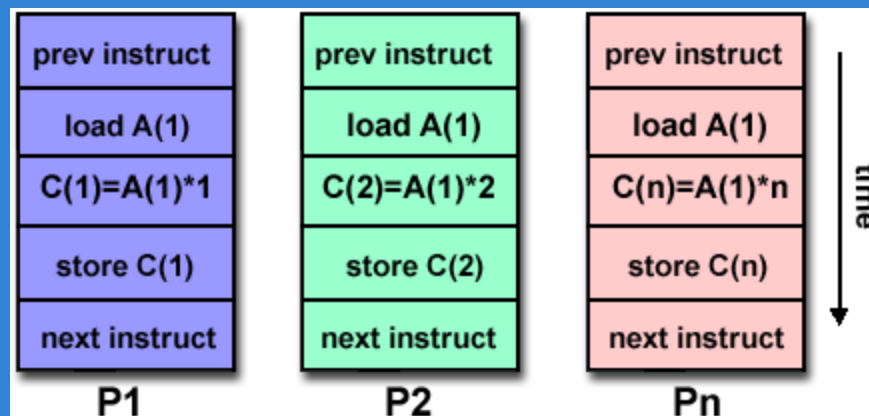 prev instruct
load A(1)
C(1)=A(1)*1
store C(1)
next instruct
P1
prev instruct
load A(1)
C(2)=A(1)*2
store C(2)
next instruct
P2
prev instruct
load A(1)
C(n)=A(1)*n
store C(n)
next instruct
Pn
time